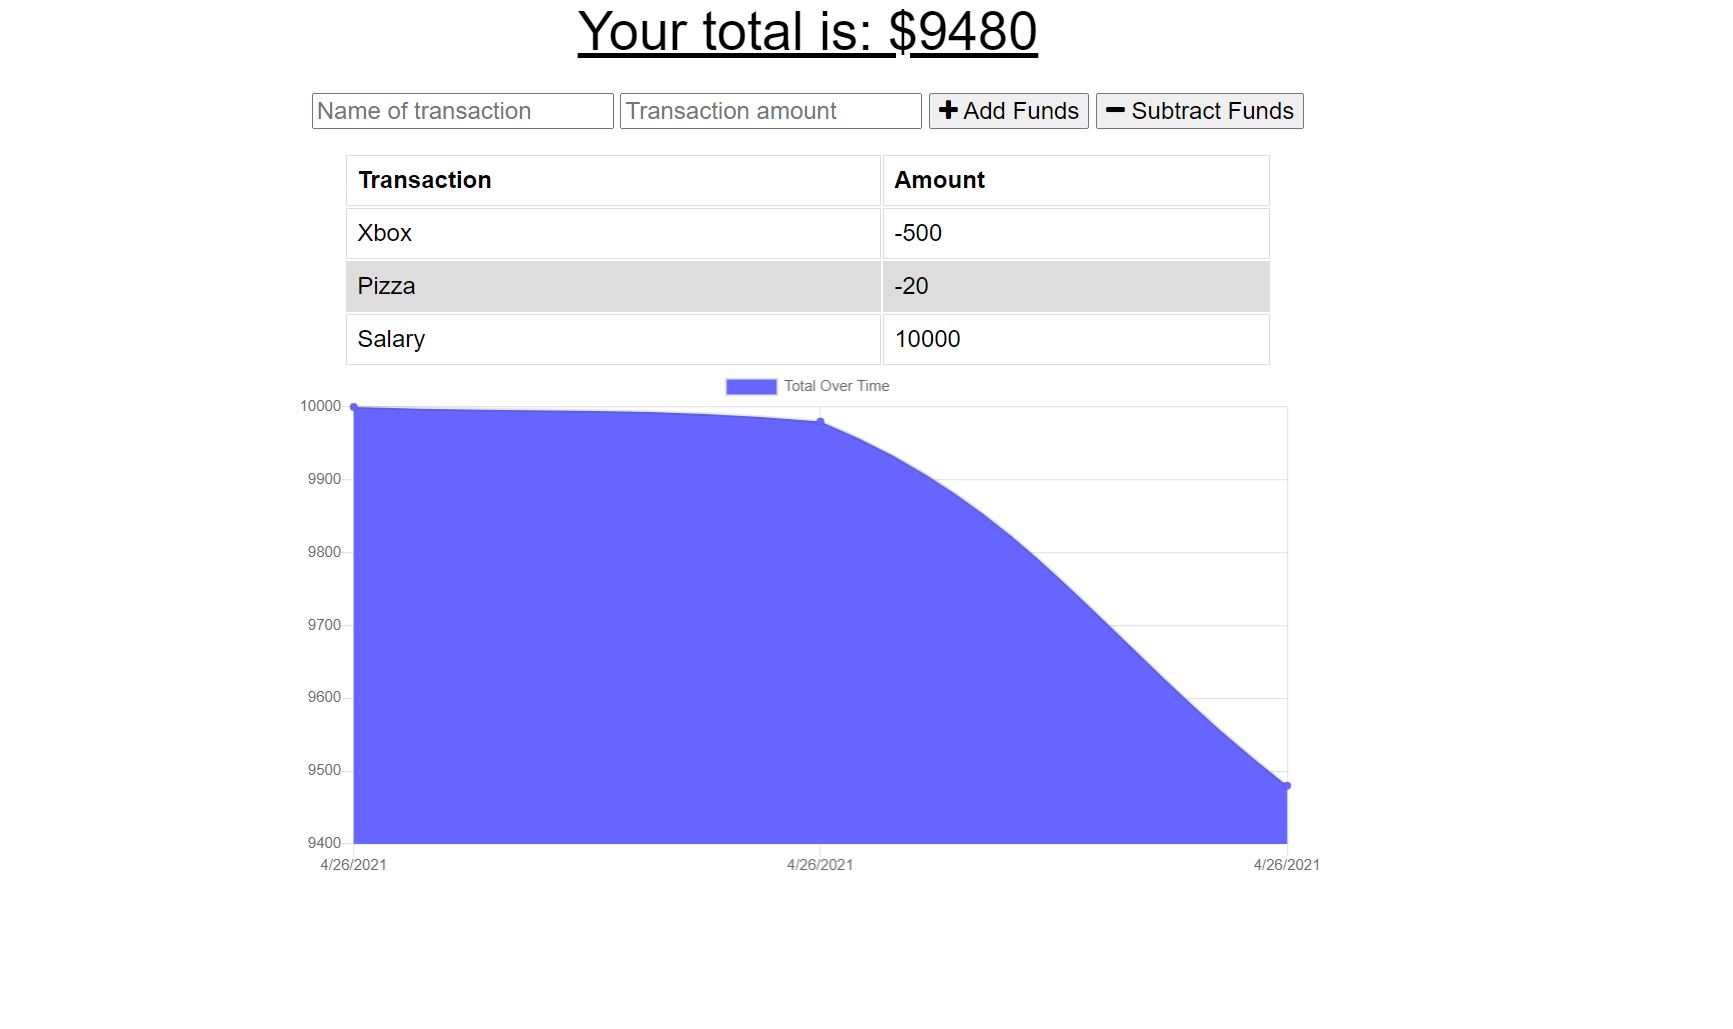 Your total is: $9480
Name of transaction Transaction amount Add Funds Subtract Funds
Transaction Amount
Xbox -500
Pizza -20
Salary 10000
Total Over Time
10000
9900
9800
9700
9600
9500
9400
4/26/2021 4/26/2021 4/26/2021